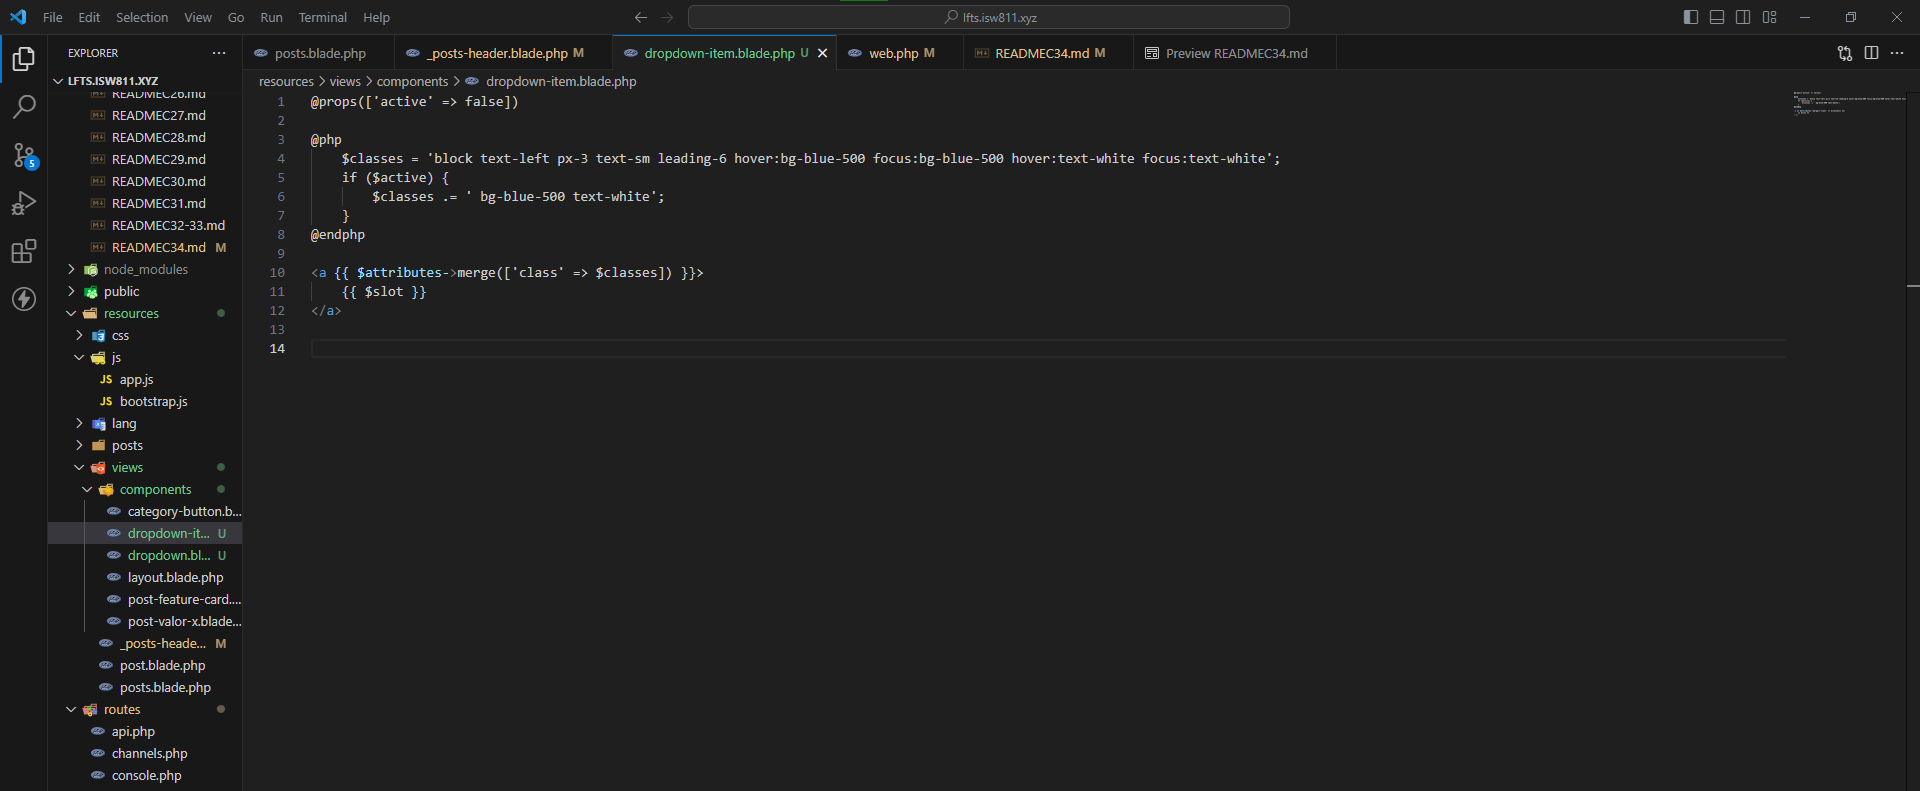 File Edit Selection View Go Run Terminal Help
lfts.isw811.xyz
EXPLORER
posts.blade.php
_posts-header.blade.php M
dropdown-item.blade.php U
web.php M
READMEC34.md M
Preview READMEC34.md
LFTS.ISW811.XYZ
resources > views > components > dropdown-item.blade.php
READMEC26.md
READMEC27.md
READMEC28.md
READMEC29.md
READMEC30.md
READMEC31.md
READMEC32-33.md
READMEC34.md M
node_modules
public
resources
css
js
JS app.js
JS bootstrap.js
lang
posts
views
components
category-button.b...
dropdown-it... U
dropdown.bl... U
layout.blade.php
post-feature-card....
post-valor-x.blade...
_posts-heade... M
post.blade.php
posts.blade.php
routes
api.php
channels.php
console.php
5
1 @props(['active' => false])
2
3 @php
4 $classes = 'block text-left px-3 text-sm leading-6 hover:bg-blue-500 focus:bg-blue-500 hover:text-white focus:text-white';
5 if ($active) {
6 $classes .= ' bg-blue-500 text-white';
7 }
8 @endphp
9
10 <a {{ $attributes->merge(['class' => $classes]) }}>
11 {{ $slot }}
12 </a>
13
14